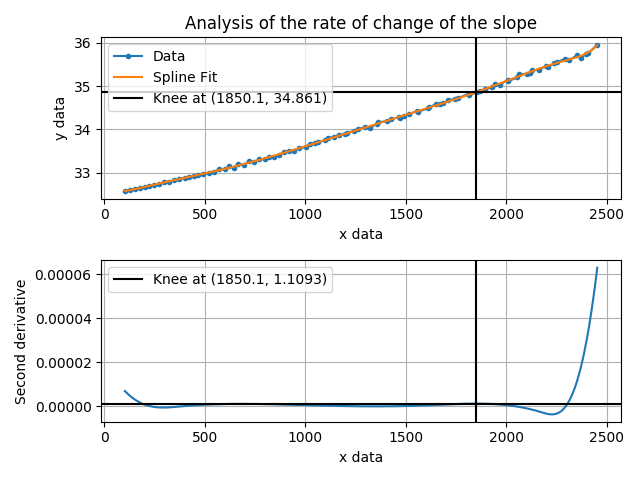 Analysis of the rate of change of the slope
Data
Spline Fit
Knee at (1850.1, 34.861)
y data
36
35
34
33
0 500 1000 1500 2000 2500
x data
Knee at (1850.1, 1.1093)
Second derivative
0.00006
0.00004
0.00002
0.00000
0 500 1000 1500 2000 2500
x data